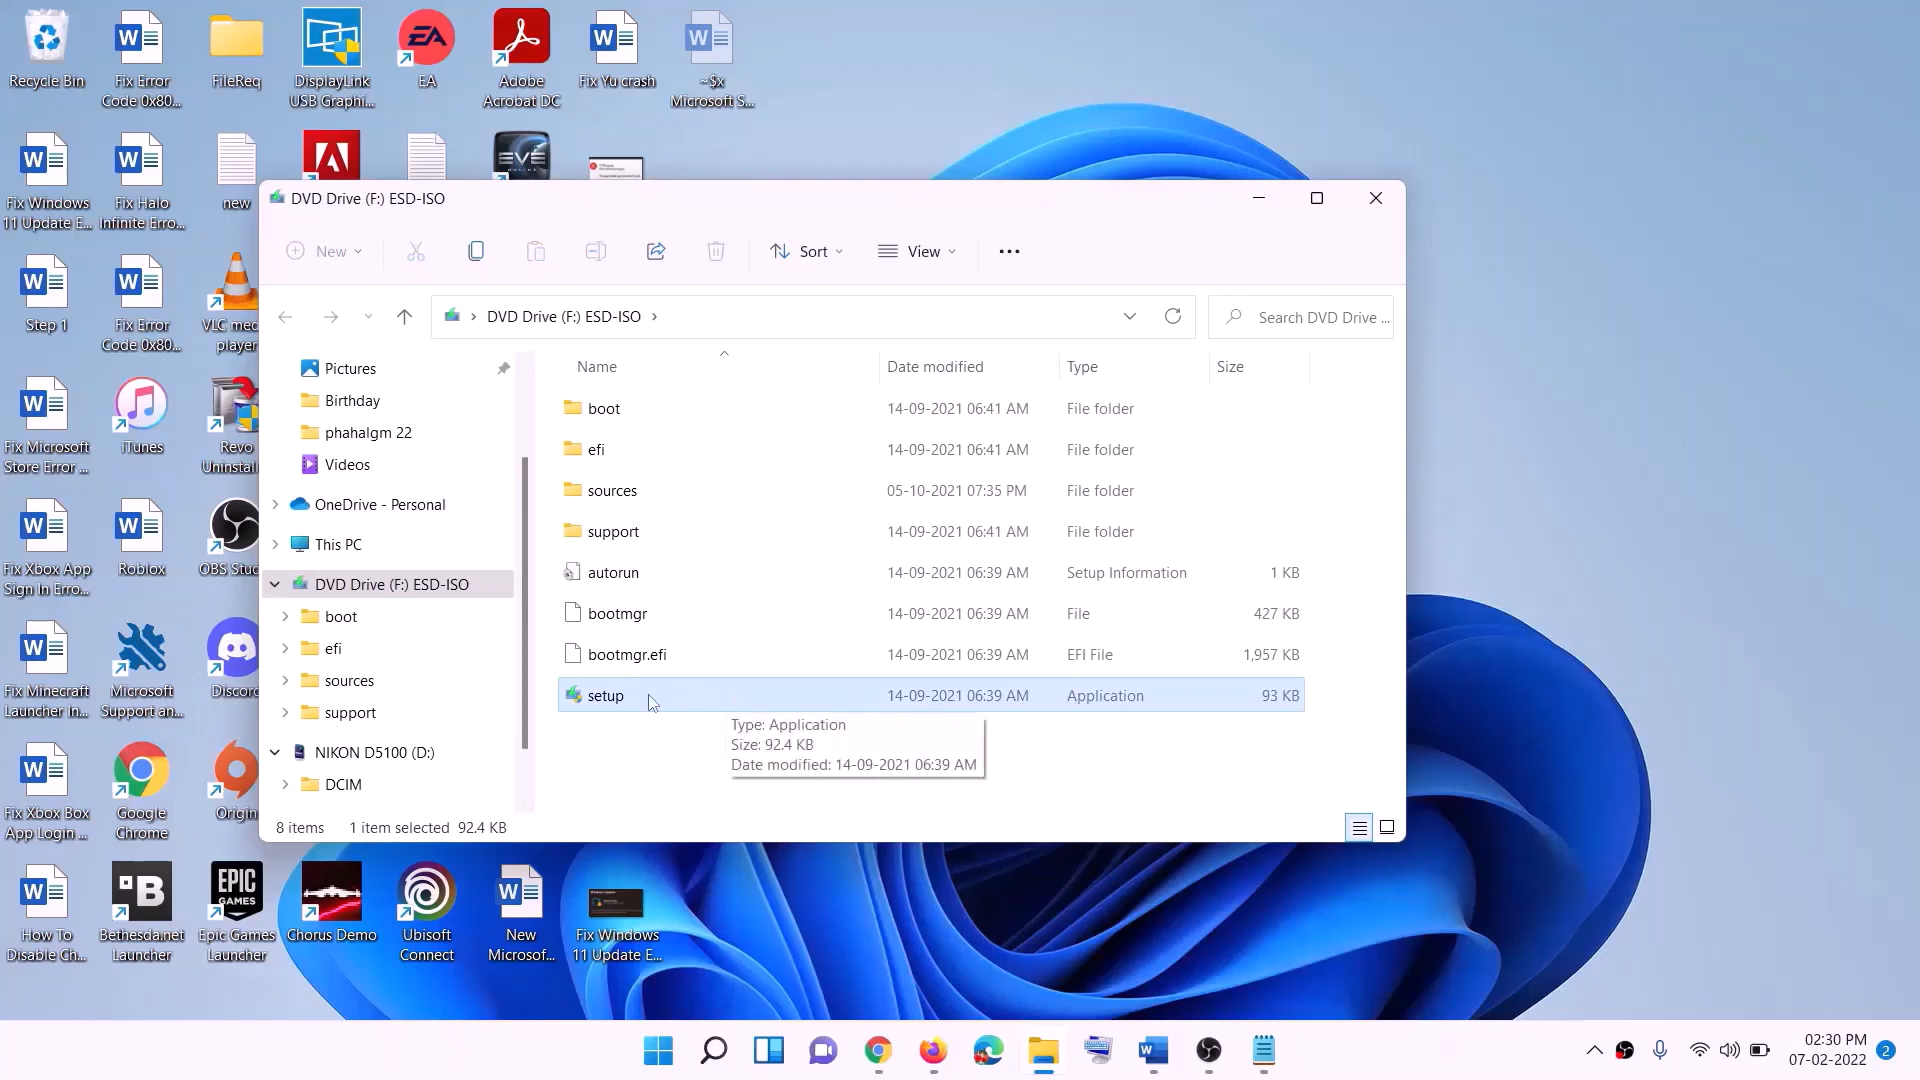 Recycle Bin
Fix Error
Code 0x80...
FileReq
DisplayLink
USB Graphi...
EA
EA
Adobe
Acrobat DC
Fix Yu crash
~$x
Microsoft S...
Fix Windows
11 Update E...
Fix Halo
Infinite Erro...
new
EVE
ONLINE
Step 1
Fix Error
Code 0x80...
VLC med
player
Fix Microsoft
Store Error ...
iTunes
Revo
Uninstall
Fix Xbox App
Sign In Erro...
Roblox
OBS Stud
Fix Minecraft
Launcher in...
Microsoft
Support an...
Discord
Fix Xbox Box
App Login ...
Google
Chrome
Origin
How To
Disable Ch...
Bethesda.net
Launcher
EPIC
GAMES
Epic Games
Launcher
Chorus Demo
Ubisoft
Connect
New
Microsof...
Fix Windows
11 Update E...
DVD Drive (F:) ESD-ISO
New
Sort
View
DVD Drive (F:) ESD-ISO
Search DVD Drive ...
Pictures
Birthday
phahalgm 22
Videos
OneDrive - Personal
This PC
DVD Drive (F:) ESD-ISO
boot
efi
sources
support
NIKON D5100 (D:)
DCIM
Name Date modified Type Size
boot 14-09-2021 06:41 AM File folder
efi 14-09-2021 06:41 AM File folder
sources 05-10-2021 07:35 PM File folder
support 14-09-2021 06:41 AM File folder
autorun 14-09-2021 06:39 AM Setup Information 1 KB
bootmgr 14-09-2021 06:39 AM File 427 KB
bootmgr.efi 14-09-2021 06:39 AM EFI File 1,957 KB
setup 14-09-2021 06:39 AM Application 93 KB
Type: Application
Size: 92.4 KB
Date modified: 14-09-2021 06:39 AM
8 items 1 item selected 92.4 KB
02:30 PM
07-02-2022
2